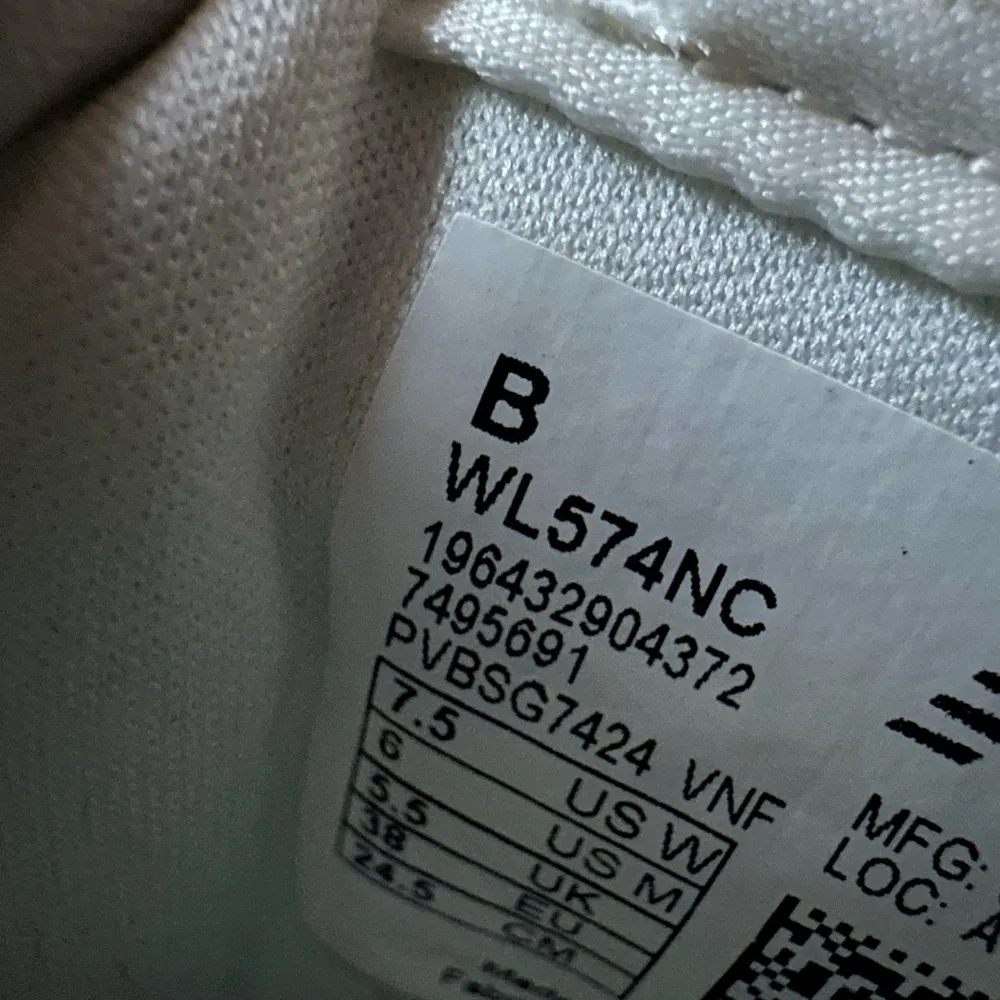 B
WL574NC
196432904372
7495691
PVBSG7424 VNF
7.5 US W
6 US M
5.5 UK
38 EU
24.5 CM
MFG:
LOC: A